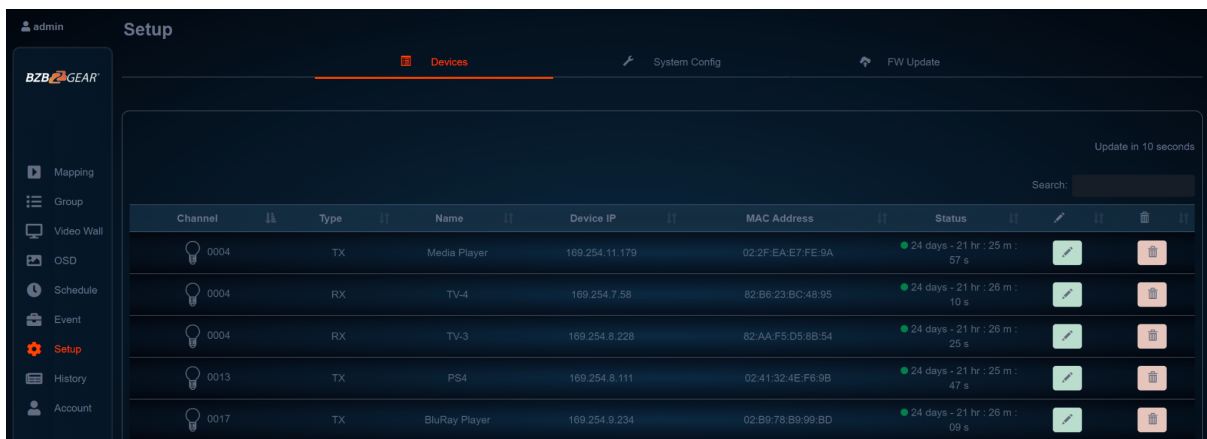 admin
Setup
BZBGEAR
Devices
System Config
FW Update
Update in 10 seconds
Search:
Mapping
Group
Video Wall
OSD
Schedule
Event
Setup
History
Account
Channel Type Name Device IP MAC Address Status
0004 TX Media Player 169.254.11.179 02:2F:EA:E7:FE:9A 24 days - 21 hr : 25 m :
57 s
0004 RX TV-4 169.254.7.58 82:B6:23:BC:48:95 24 days - 21 hr : 26 m :
10 s
0004 RX TV-3 169.254.8.228 82:AA:F5:D5:8B:54 24 days - 21 hr : 26 m :
25 s
0013 TX PS4 169.254.8.111 02:41:32:4E:F6:9B 24 days - 21 hr : 25 m :
47 s
0017 TX BluRay Player 169.254.9.234 02:B9:78:B9:99:BD 24 days - 21 hr : 26 m :
09 s